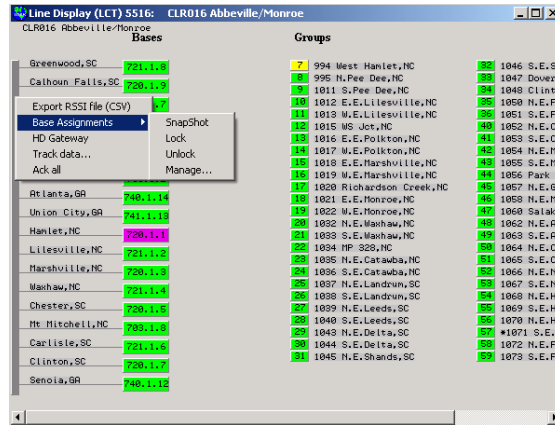 Line Display (LCT) 5516: CLR016 Abbeville/Monroe
CLR016 Abbeville/Monroe
Bases
Groups
Greenwood,SC 721.1.8
Calhoun Falls,SC 720.1.9
Export RSSI file (CSV)
Base Assignments
HD Gateway
Track data...
Ack all
SnapShot
Lock
Unlock
Manage...
Atlanta,GA 740.1.14
Union City,GA 741.1.13
Hamlet,NC 720.1.1
Lilesville,NC 721.1.2
Marshville,NC 720.1.3
Waxhaw,NC 721.1.4
Chester,SC 720.1.5
Mt Mitchell,NC 703.1.8
Carlisle,SC 721.1.6
Clinton,SC 720.1.7
Senoia,GA 740.1.12
7 994 West Hamlet,NC
8 995 N.Pee Dee,NC
9 1011 S.Pee Dee,NC
10 1012 E.E.Lilesville,NC
11 1013 W.E.Lilesville,NC
12 1015 WS Jct,NC
13 1016 E.E.Polkton,NC
14 1017 W.E.Polkton,NC
15 1018 E.E.Marshville,NC
16 1019 W.E.Marshville,NC
17 1020 Richardson Creek,NC
18 1021 E.E.Monroe,NC
19 1022 W.E.Monroe,NC
20 1032 N.E.Waxhaw,NC
21 1033 S.E.Waxhaw,NC
22 1034 MP 328,NC
23 1035 N.E.Catawba,NC
24 1036 S.E.Catawba,NC
25 1037 N.E.Landrum,SC
26 1038 S.E.Landrum,SC
27 1039 N.E.Leeds,SC
28 1040 S.E.Leeds,SC
29 1043 N.E.Delta,SC
30 1044 S.E.Delta,SC
31 1045 N.E.Shands,SC
32 1046 S.E.S
33 1047 Dover
34 1048 Clint
35 1050 N.E.F
36 1051 S.E.F
40 1052 N.E.C
41 1053 S.E.C
42 1054 N.E.M
43 1055 S.E.M
44 1056 Park
45 1057 N.E.G
46 1058 N.E.M
47 1060 Salak
48 1062 N.E.A
49 1063 S.E.A
50 1064 N.E.C
51 1065 S.E.C
52 1066 N.E.M
53 1067 S.E.M
54 1068 N.E.H
55 1069 S.E.H
56 1070 N.E.H
57 *1071 S.E.
58 1072 N.E.F
59 1073 S.E.F